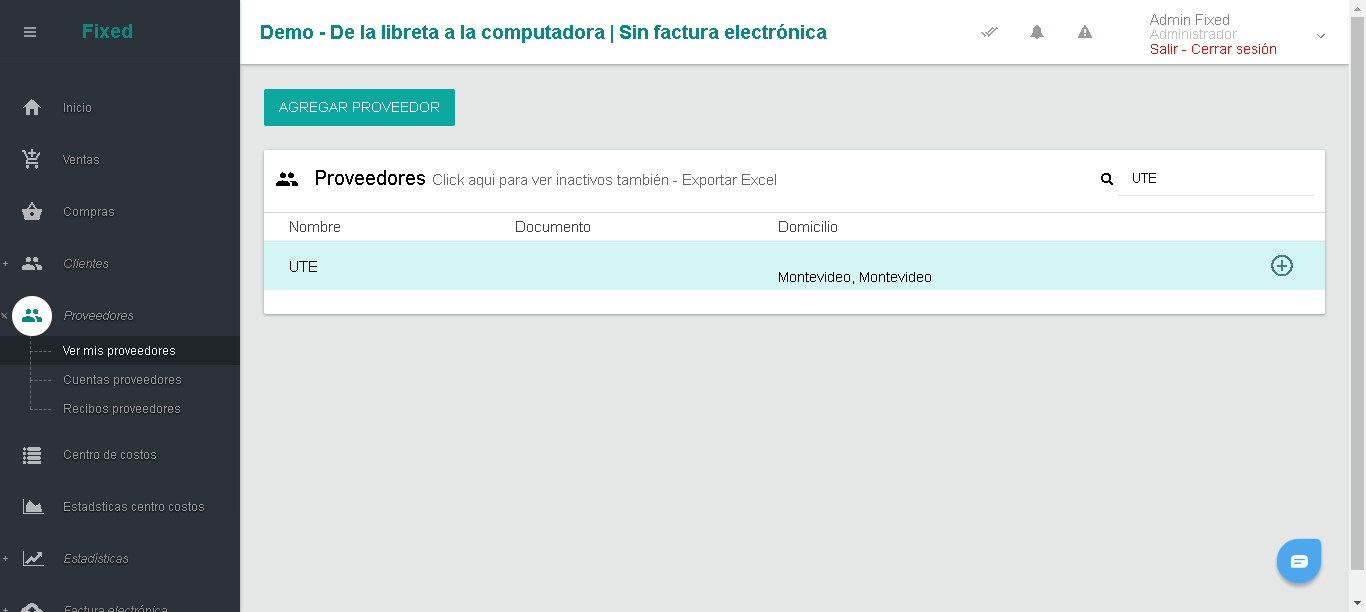 Fixed
Demo - De la libreta a la computadora | Sin factura electrónica
Admin Fixed
Administrador
Salir - Cerrar sesión
Inicio
Ventas
Compras
+ Clientes
x Proveedores
Ver mis proveedores
Cuentas proveedores
Recibos proveedores
Centro de costos
Estadsticas centro costos
+ Estadísticas
+ Factura electrónica
AGREGAR PROVEEDOR
Proveedores Click aqui para ver inactivos también - Exportar Excel
UTE
Nombre Documento Domicilio
UTE
Montevideo, Montevideo